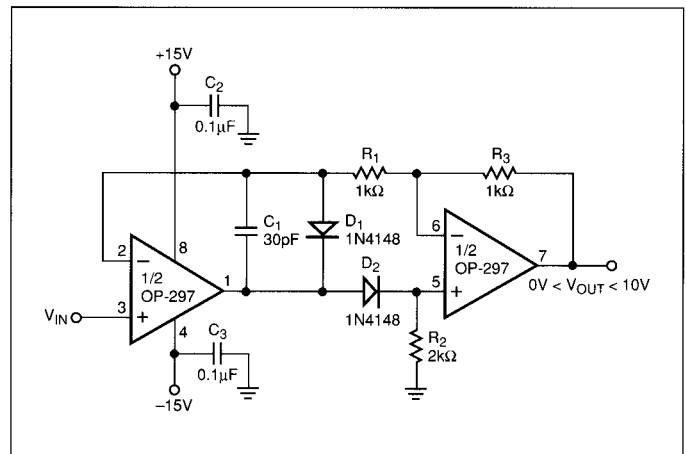 +15V
C2
0.1µF
R1
1kΩ
R3
1kΩ
C1
30pF
D1
1N4148
2
−
8
1/2
OP-297
1
3
+
4
VIN
D2
1N4148
6
−
1/2
OP-297
7
5
+
0V < VOUT < 10V
R2
2kΩ
C3
0.1µF
−15V